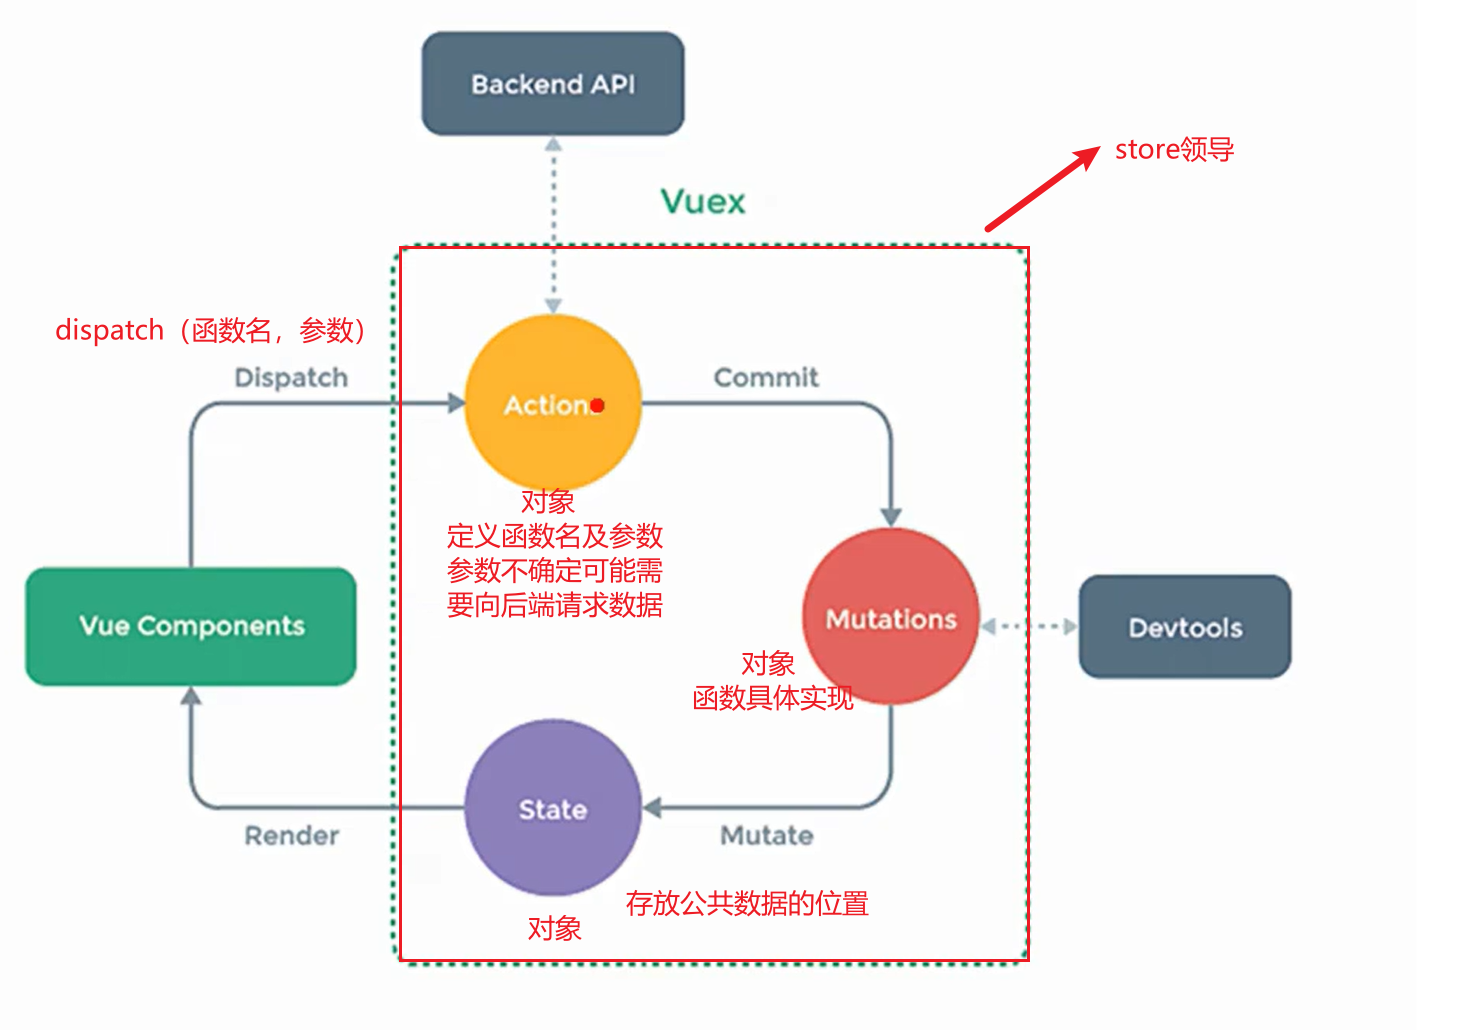 Backend API
store领导
Vuex
dispatch（函数名，参数）
Dispatch
Actions
Commit
对象
定义函数名及参数
参数不确定可能需
要向后端请求数据
Vue Components
Mutations
Devtools
对象
函数具体实现
State
Render
Mutate
存放公共数据的位置
对象